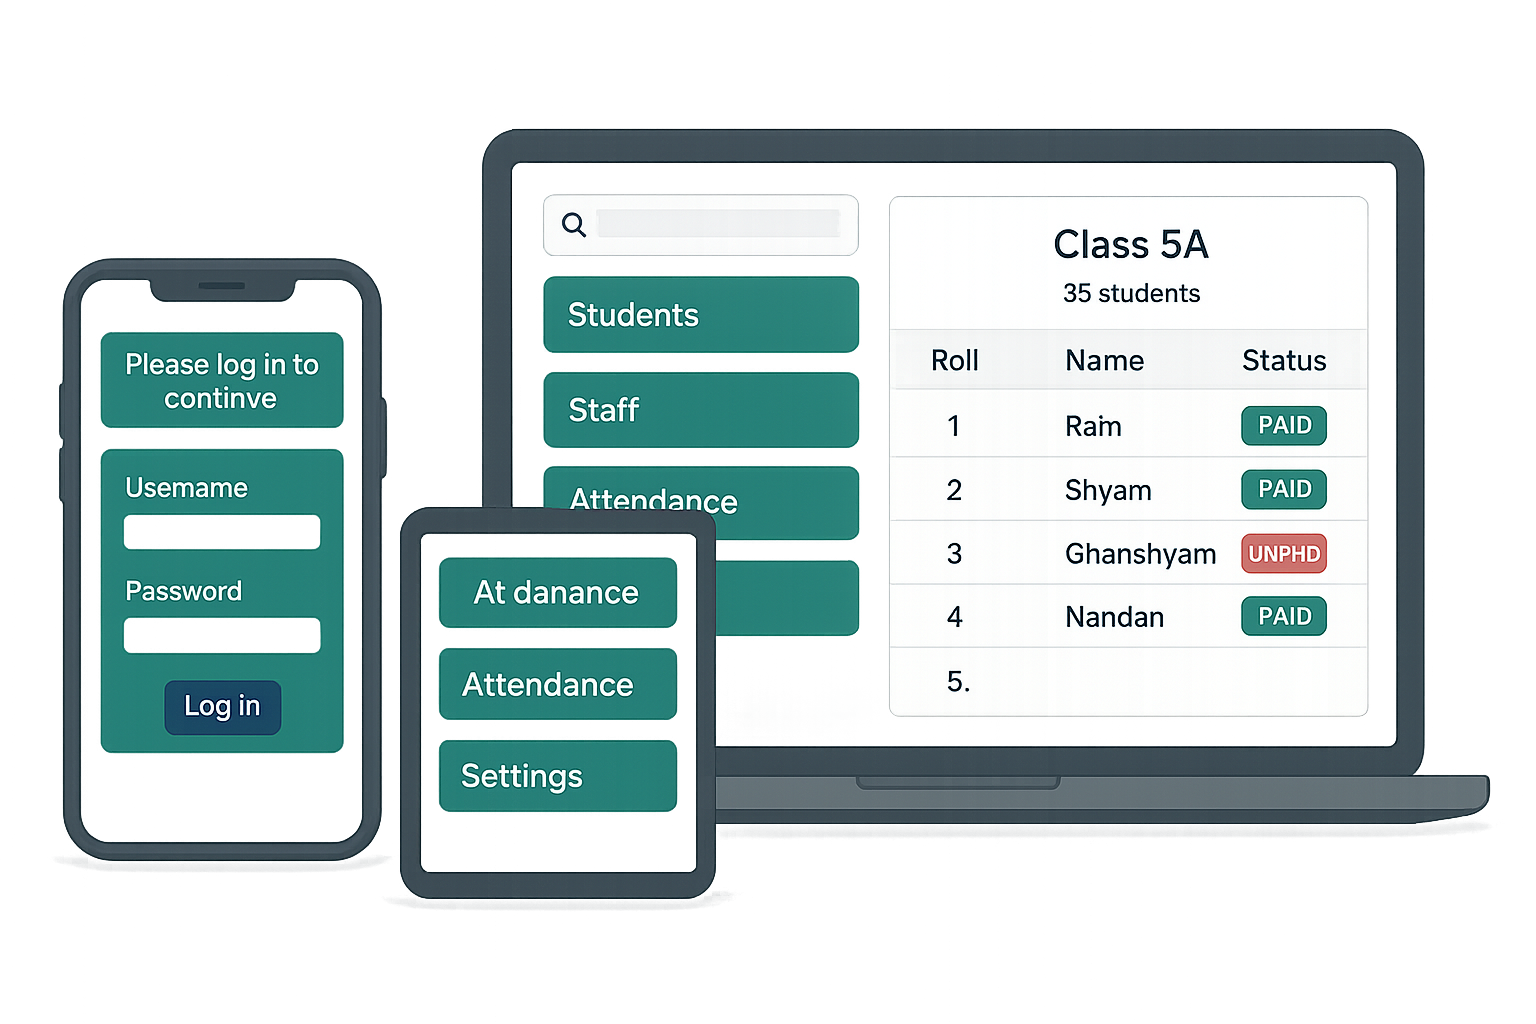 Please log in to
continve
Usemame
Password
Log in
At danance
Attendance
Settings
Students
Staff
Attendance
Class 5A
35 students
Roll Name Status
1 Raim PAID
2 Shyam PAID
3 Ghanshyam UNPHD
4 Nandan PAID
5.